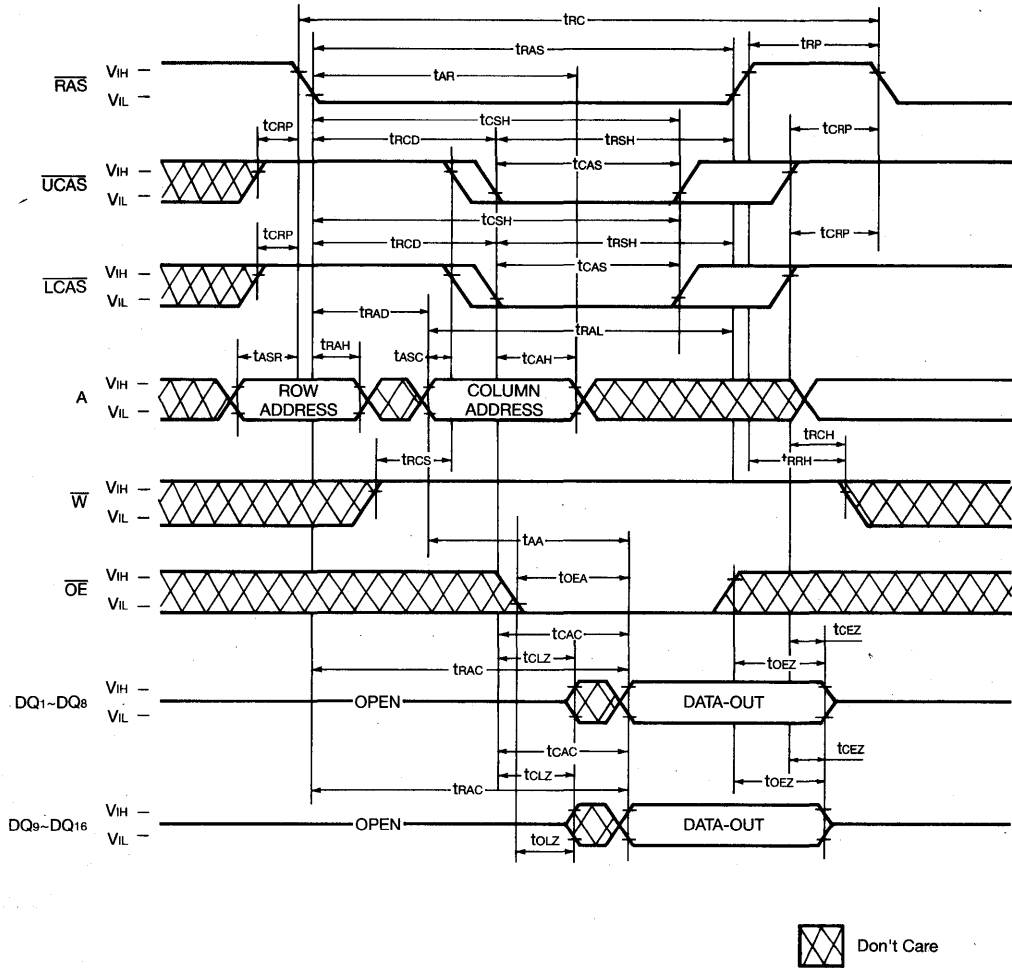 tRC
tRAS
tRP
tAR
RAS
VIH
VIL
tCSH
tCRP
tRCD
tRSH
tCRP
tCAS
UCAS
VIH
VIL
tCSH
tCRP
tRCD
tRSH
tCRP
tCAS
LCAS
VIH
VIL
tRAD
tRAL
tASR
tRAH
tASC
tCAH
A
VIH
VIL
ROW
ADDRESS
COLUMN
ADDRESS
tRCH
tRCS
tRRH
W
VIH
VIL
tAA
tOEA
OE
VIH
VIL
tCAC
tCEZ
tCLZ
tOEZ
tRAC
DQ1~DQ8
VIH
VIL
OPEN
DATA-OUT
tCAC
tCEZ
tCLZ
tOEZ
tRAC
DQ9~DQ16
VIH
VIL
OPEN
DATA-OUT
tOLZ
Don't Care